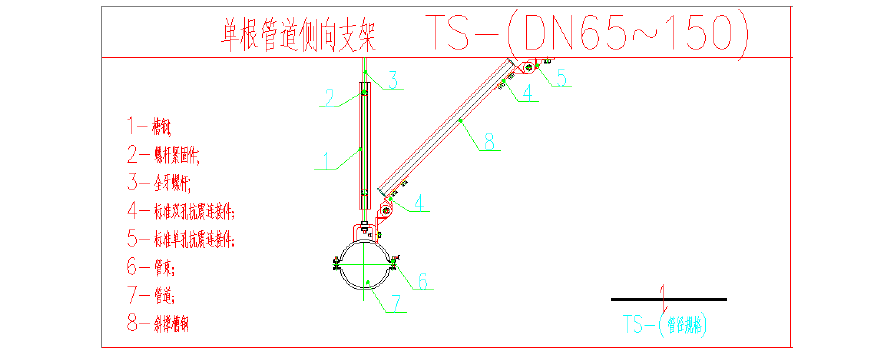 单根管道侧向支架 TS-(DN65~150)
3
5
2
4
1-槽钢;
8
2-螺杆紧固件;
1
3-全牙螺杆;
4-标准双孔抗震连接件;
4
5-标准单孔抗震连接件;
6-管束;
6
7-管道;
7
8-斜撑槽钢
1
TS-(管径规格)